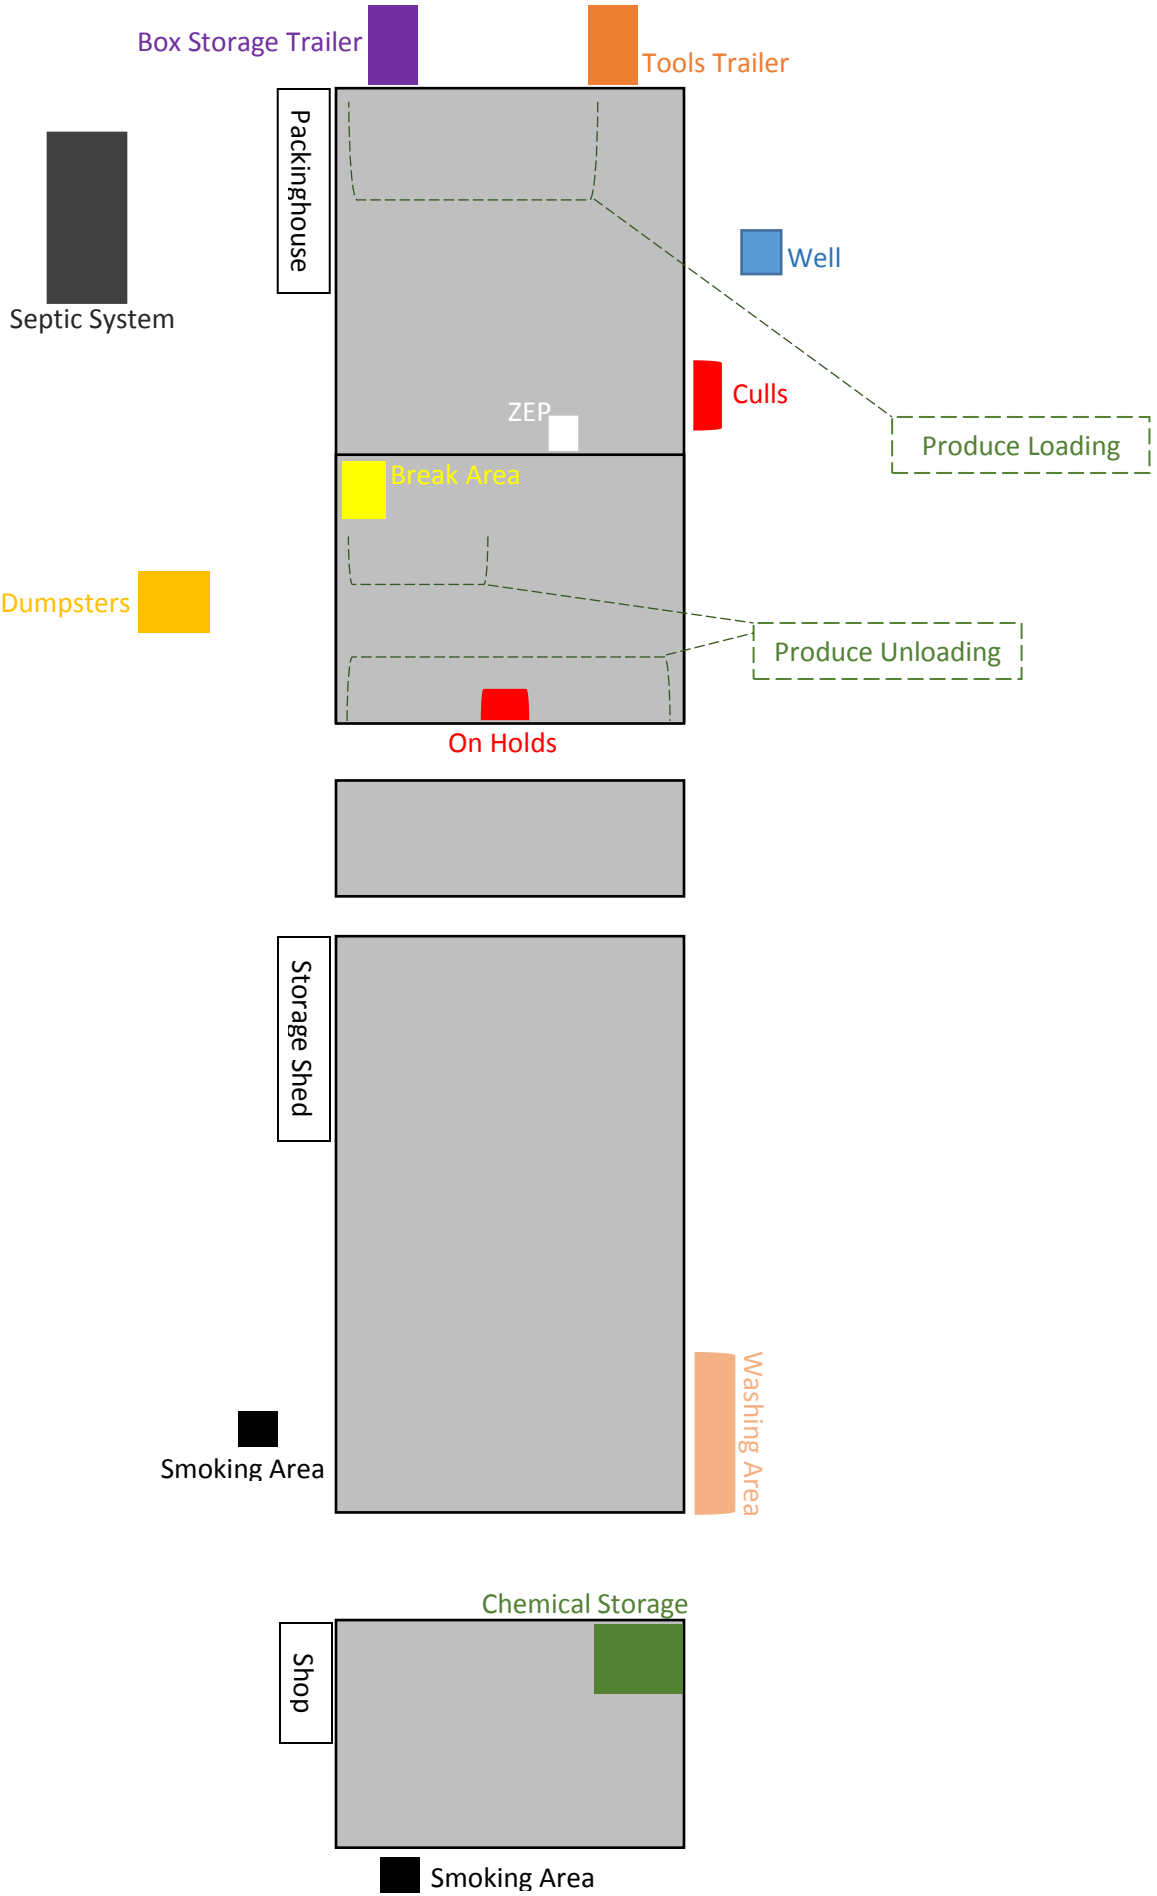 Box Storage Trailer
Tools Trailer
Packinghouse
Septic System
Well
Culls
ZEP
Produce Loading
Break Area
Dumpsters
Produce Unloading
On Holds
Storage Shed
Washing Area
Smoking Area
Chemical Storage
Shop
Smoking Area